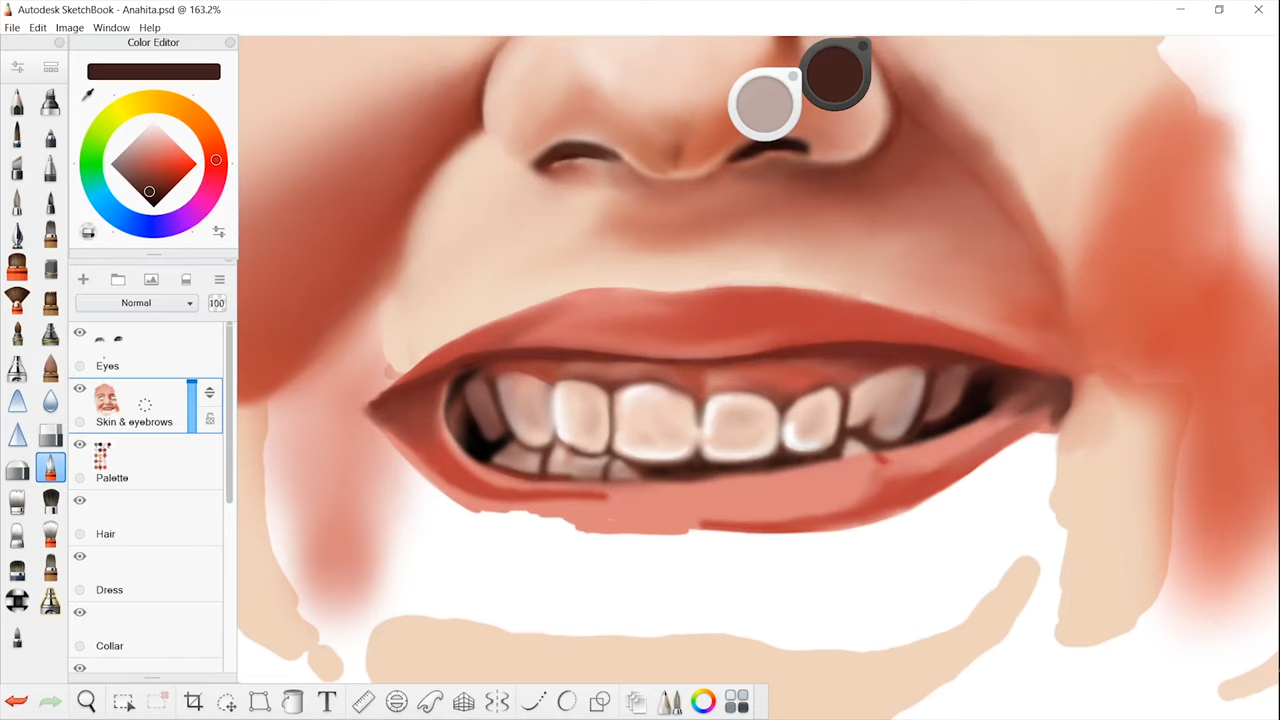 Autodesk SketchBook - Anahita.psd @ 163.2%
File Edit Image Window Help
Color Editor
Normal
100
Eyes
Skin & eyebrows
Palette
Hair
Dress
Collar
T